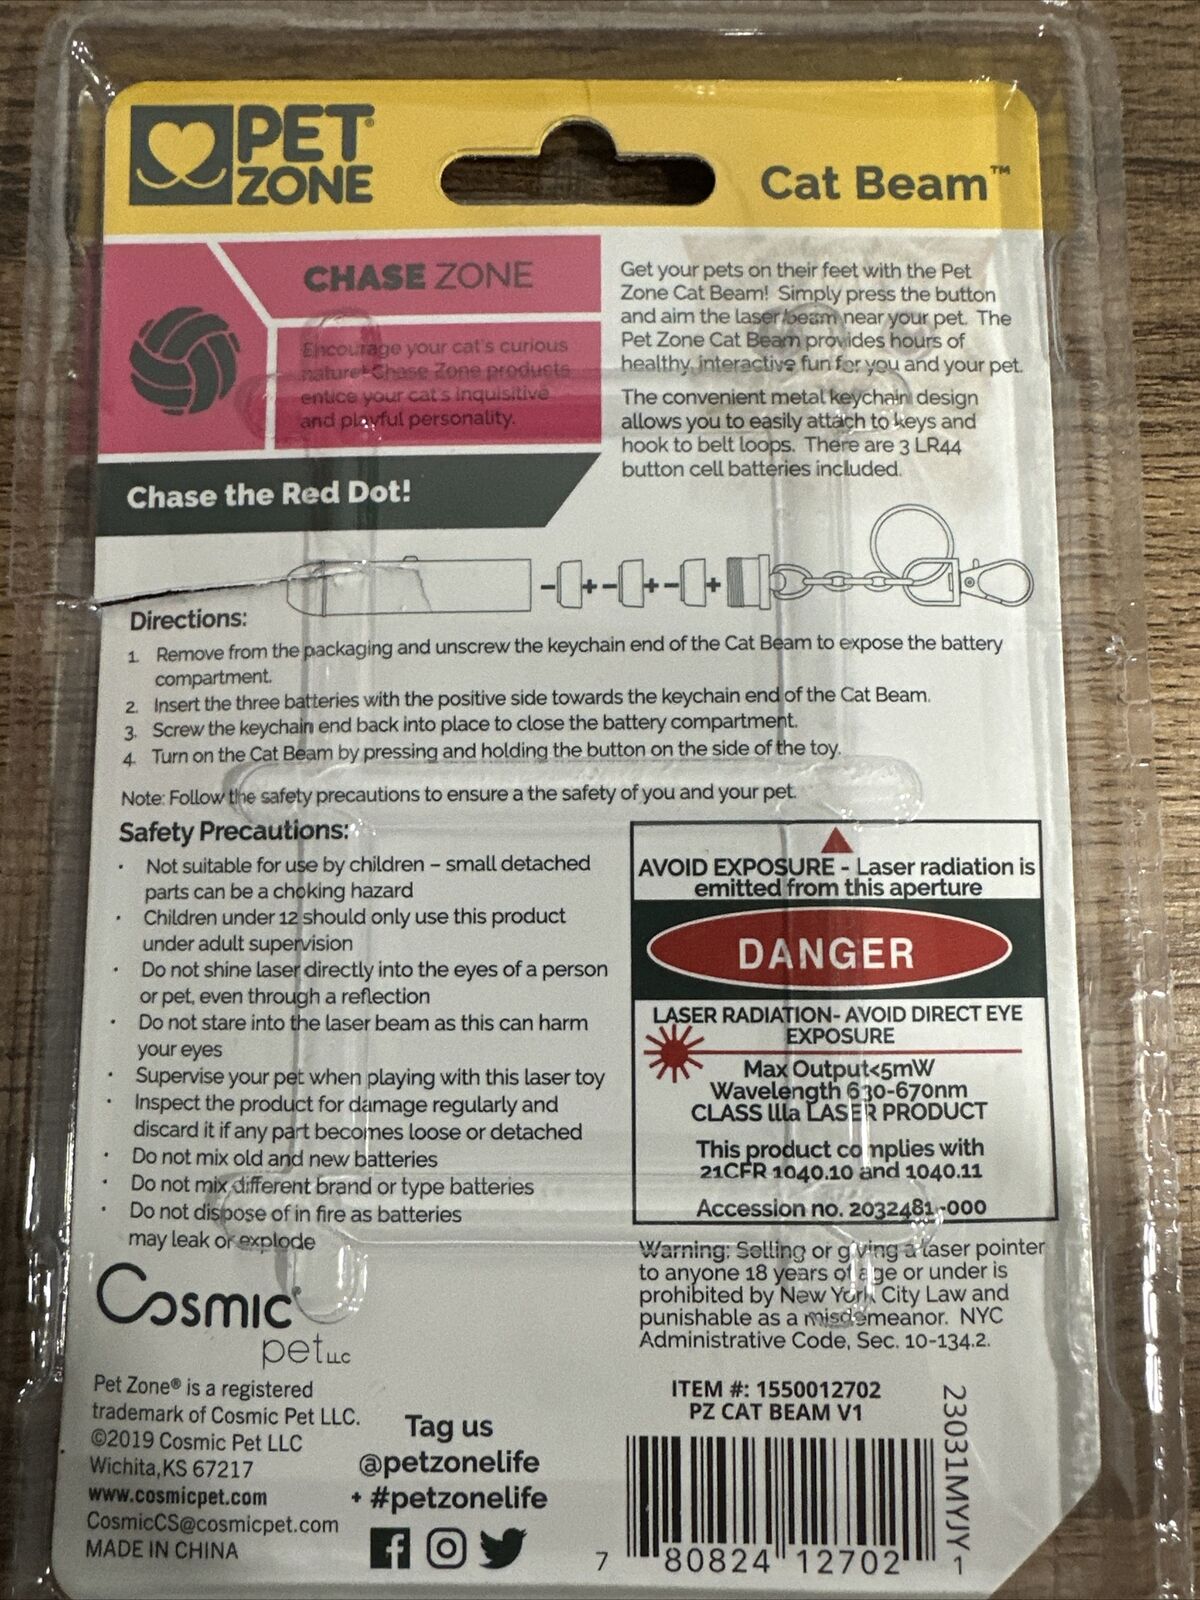 PET ZONE®
Cat Beam™
CHASE ZONE
Encourage your cat's curious
nature! Chase Zone products
entice your cat's inquisitive
and playful personality.
Chase the Red Dot!
Get your pets on their feet with the Pet
Zone Cat Beam! Simply press the button
and aim the laser beam near your pet. The
Pet Zone Cat Beam provides hours of
healthy, interactive fun for you and your pet.
The convenient metal keychain design
allows you to easily attach to keys and
hook to belt loops. There are 3 LR44
button cell batteries included.
- + - + - +
Directions:
1. Remove from the packaging and unscrew the keychain end of the Cat Beam to expose the battery
compartment.
2. Insert the three batteries with the positive side towards the keychain end of the Cat Beam.
3. Screw the keychain end back into place to close the battery compartment.
4. Turn on the Cat Beam by pressing and holding the button on the side of the toy.
Note: Follow the safety precautions to ensure a the safety of you and your pet.
Safety Precautions:
· Not suitable for use by children – small detached
parts can be a choking hazard
· Children under 12 should only use this product
under adult supervision
· Do not shine laser directly into the eyes of a person
or pet, even through a reflection
· Do not stare into the laser beam as this can harm
your eyes
· Supervise your pet when playing with this laser toy
· Inspect the product for damage regularly and
discard it if any part becomes loose or detached
· Do not mix old and new batteries
· Do not mix different brand or type batteries
· Do not dispose of in fire as batteries
may leak or explode
AVOID EXPOSURE - Laser radiation is
emitted from this aperture
DANGER
LASER RADIATION- AVOID DIRECT EYE
EXPOSURE
Max Output<5mW
Wavelength 630-670nm
CLASS llla LASER PRODUCT
This product complies with
21CFR 1040.10 and 1040.11
Accession no. 2032481-000
Warning: Selling or giving a laser pointer
to anyone 18 years of age or under is
prohibited by New York City Law and
punishable as a misdemeanor. NYC
Administrative Code, Sec. 10-134.2.
Cosmic®
pet LLC
Pet Zone® is a registered
trademark of Cosmic Pet LLC.
©2019 Cosmic Pet LLC
Wichita,KS 67217
www.cosmicpet.com
CosmicCS@cosmicpet.com
MADE IN CHINA
Tag us
@petzonelife
+ #petzonelife
ITEM #: 1550012702
PZ CAT BEAM V1
7 80824 12702 1
23031MYJY